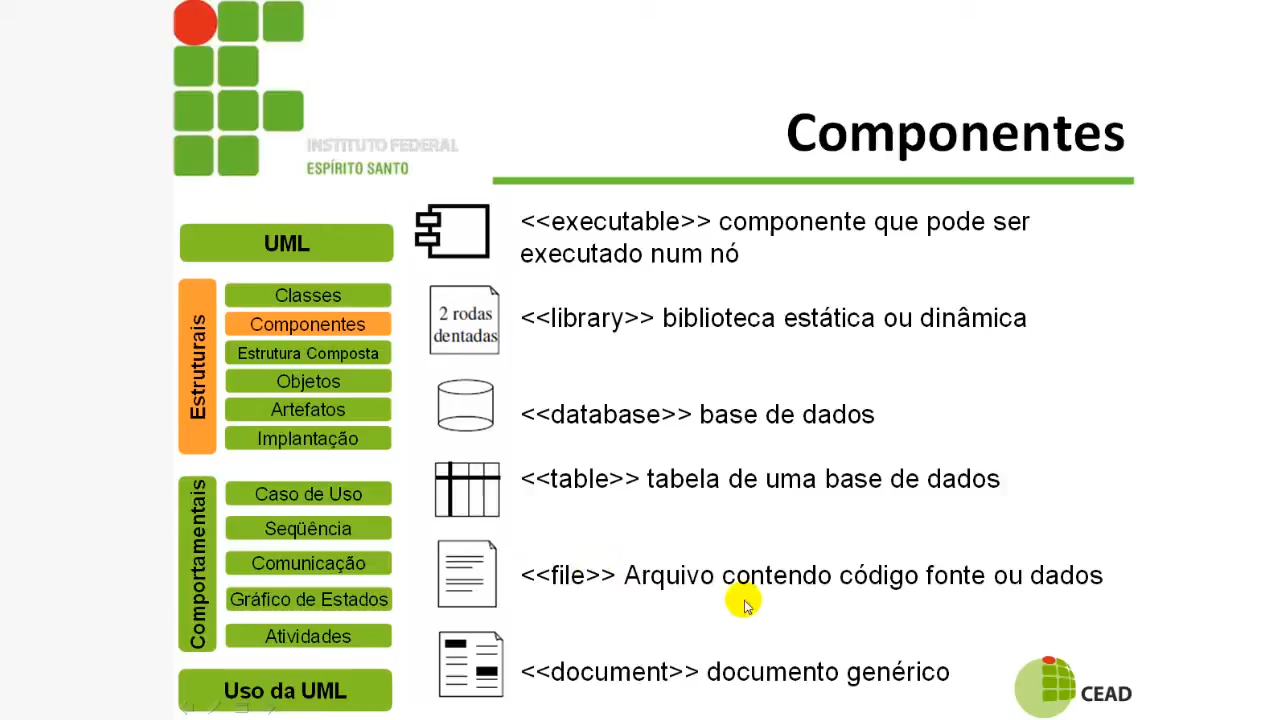 INSTITUTO FEDERAL
ESPÍRITO SANTO
Componentes
UML
Estruturais
Classes
Componentes
Estrutura Composta
Objetos
Artefatos
Implantação
Comportamentais
Caso de Uso
Seqüência
Comunicação
Gráfico de Estados
Atividades
Uso da UML
<<executable>> componente que pode ser
executado num nó
2 rodas
dentadas
<<library>> biblioteca estática ou dinâmica
<<database>> base de dados
<<table>> tabela de uma base de dados
<<file>> Arquivo contendo código fonte ou dados
<<document>> documento genérico
CEAD